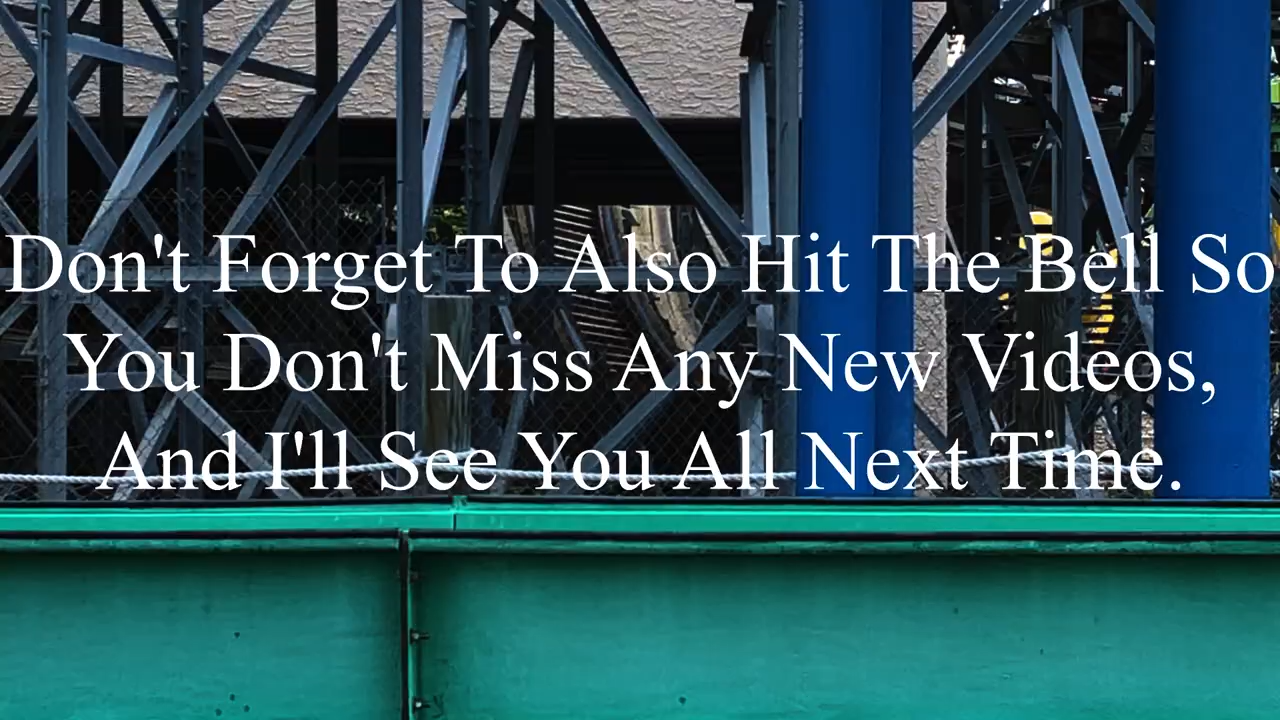 Don't Forget To Also Hit The Bell So
You Don't Miss Any New Videos,
And I'll See You All Next Time.